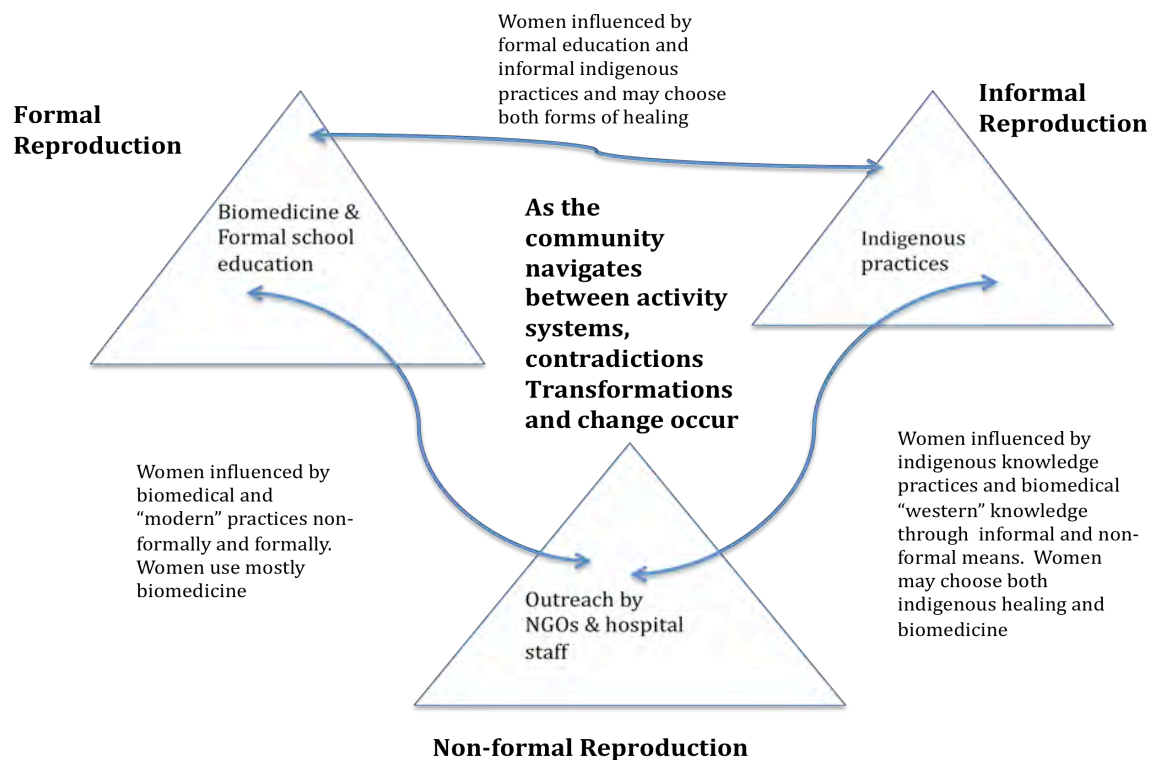 Women influenced by
formal education and
informal indigenous
practices and may choose
both forms of healing
Formal
Reproduction
Informal
Reproduction
Biomedicine &
Formal school
education
As the
community
navigates
between activity
systems,
contradictions
Transformations
and change occur
Indigenous
practices
Women influenced by
biomedical and
“modern” practices non-
formally and formally.
Women use mostly
biomedicine
Women influenced by
indigenous knowledge
practices and biomedical
“western” knowledge
through  informal and non-
formal means.  Women
may choose both
indigenous healing and
biomedicine
Outreach by
NGOs & hospital
staff
Non-formal Reproduction